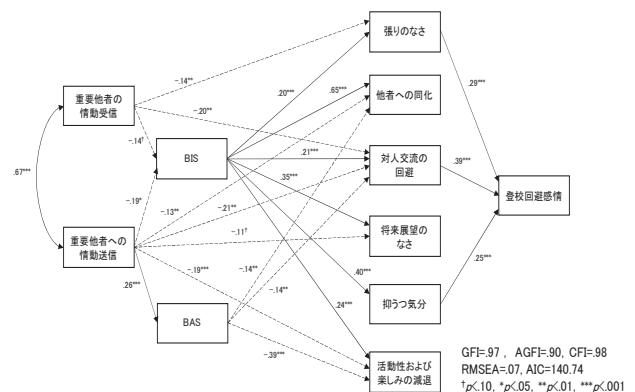 張りのなさ
-.14**
.29***
重要他者の
情動受信
.20***
.65***
他者への同化
-.20**
-.14†
BIS
.21***
対人交流の
回避
.39***
登校回避感情
.67***
.35***
-.19*
-.13**
-.21**
将来展望の
なさ
重要他者への
情動送信
-.11†
-.14**
.40***
.25***
-.19***
-.14**
.26***
.24***
抑うつ気分
BAS
-.39***
活動性および
楽しみの減退
GFI=.97 , AGFI=.90, CFI=.98
RMSEA=.07, AIC=140.74
†p<.10, *p<.05, **p<.01, ***p<.001